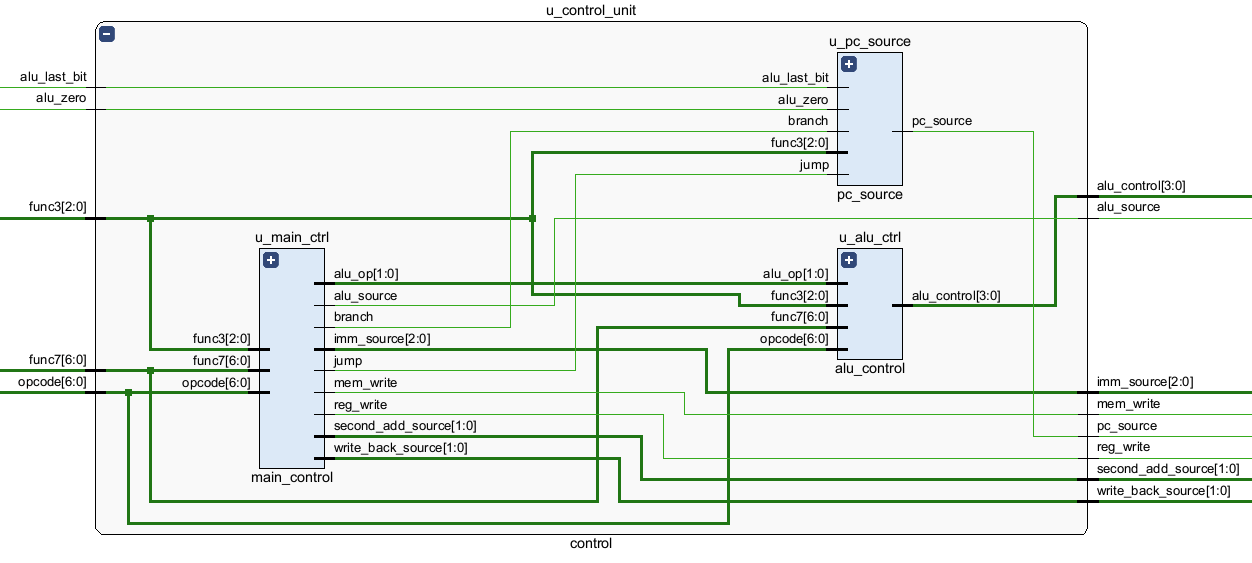 u_control_unit
u_pc_source
alu_last_bit
alu_last_bit
alu_zero
alu_zero
branch
pc_source
func3[2:0]
jump
pc_source
alu_control[3:0]
func3[2:0]
alu_source
u_main_ctrl
u_alu_ctrl
alu_op[1:0]
alu_op[1:0]
alu_source
func3[2:0]
alu_control[3:0]
branch
func7[6:0]
func3[2:0]
imm_source[2:0]
opcode[6:0]
func7[6:0]
func7[6:0]
jump
alu_control
opcode[6:0]
opcode[6:0]
mem_write
imm_source[2:0]
reg_write
mem_write
second_add_source[1:0]
pc_source
write_back_source[1:0]
reg_write
main_control
second_add_source[1:0]
write_back_source[1:0]
control